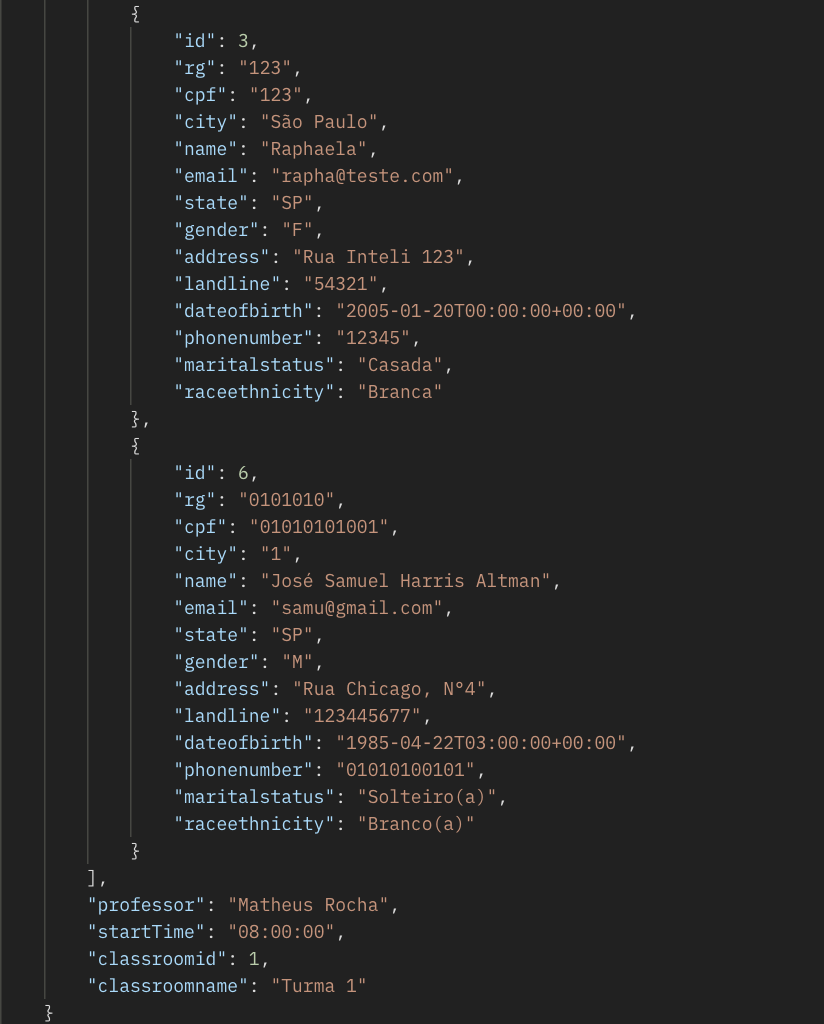 {
"id": 3,
"rg": "123",
"cpf": "123",
"city": "São Paulo",
"name": "Raphaela",
"email": "rapha@teste.com",
"state": "SP",
"gender": "F",
"address": "Rua Inteli 123",
"landline": "54321",
"dateofbirth": "2005-01-20T00:00:00+00:00",
"phonenumber": "12345",
"maritalstatus": "Casada",
"raceethnicity": "Branca"
},
{
"id": 6,
"rg": "0101010",
"cpf": "01010101001",
"city": "1",
"name": "José Samuel Harris Altman",
"email": "samu@gmail.com",
"state": "SP",
"gender": "M",
"address": "Rua Chicago, N°4",
"landline": "123445677",
"dateofbirth": "1985-04-22T03:00:00+00:00",
"phonenumber": "01010100101",
"maritalstatus": "Solteiro(a)",
"raceethnicity": "Branco(a)"
}
],
"professor": "Matheus Rocha",
"startTime": "08:00:00",
"classroomid": 1,
"classroomname": "Turma 1"
}